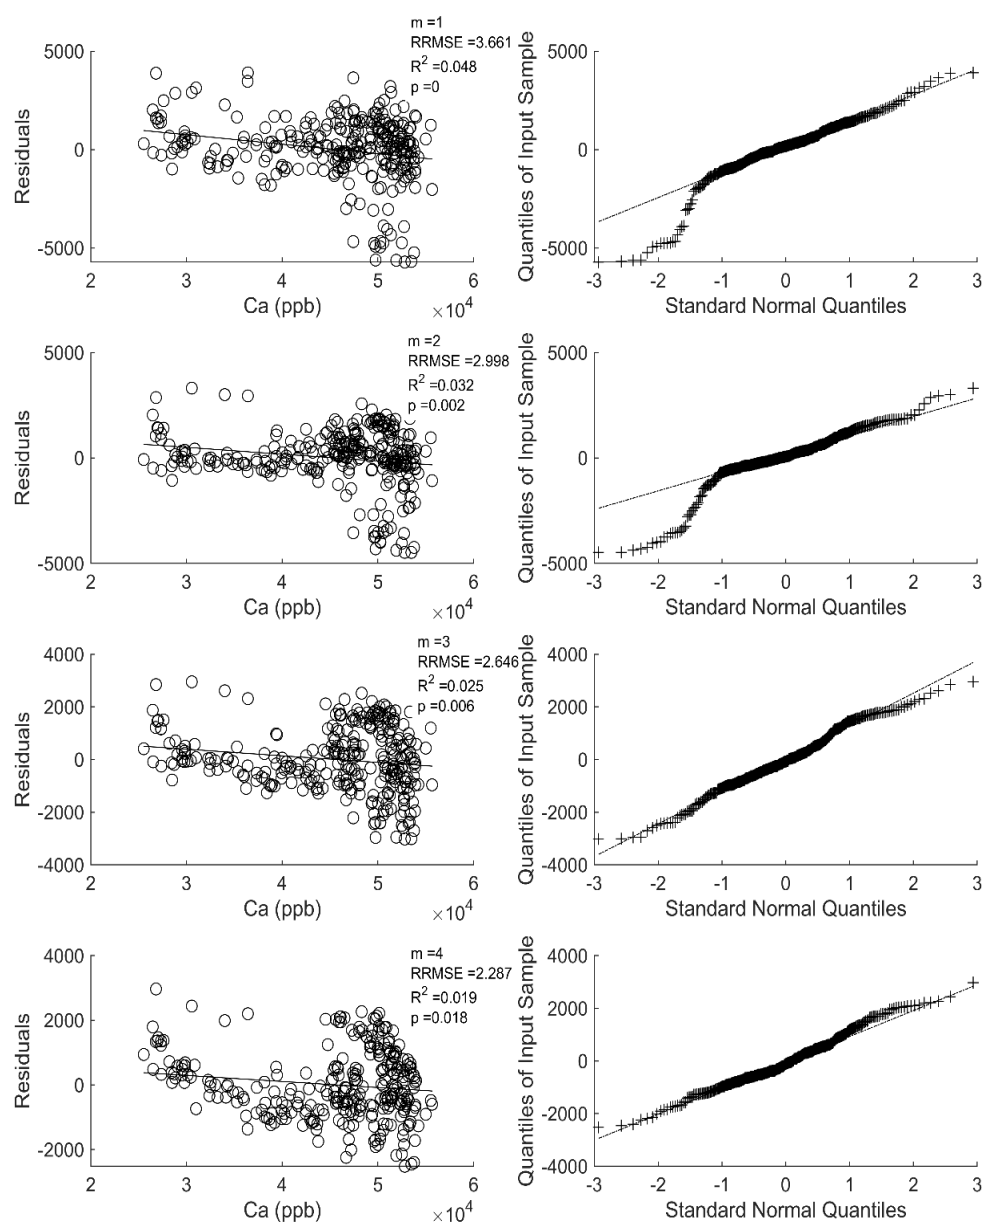 m =1
RRMSE =3.661
R2 =0.048
p =0
5000
0
-5000
Residuals
2
3
4
5
6
Ca (ppb)
×10^4
5000
0
-5000
Quantiles of Input Sample
-3
-2
-1
0
1
2
3
Standard Normal Quantiles
m =2
RRMSE =2.998
R2 =0.032
p =0.002
5000
0
-5000
Residuals
2
3
4
5
6
Ca (ppb)
×10^4
5000
0
-5000
Quantiles of Input Sample
-3
-2
-1
0
1
2
3
Standard Normal Quantiles
m =3
RRMSE =2.646
R2 =0.025
p =0.006
4000
2000
0
-2000
-4000
Residuals
2
3
4
5
6
Ca (ppb)
×10^4
4000
2000
0
-2000
-4000
Quantiles of Input Sample
-3
-2
-1
0
1
2
3
Standard Normal Quantiles
m =4
RRMSE =2.287
R2 =0.019
p =0.018
4000
2000
0
-2000
Residuals
2
3
4
5
6
Ca (ppb)
×10^4
4000
2000
0
-2000
-4000
Quantiles of Input Sample
-3
-2
-1
0
1
2
3
Standard Normal Quantiles